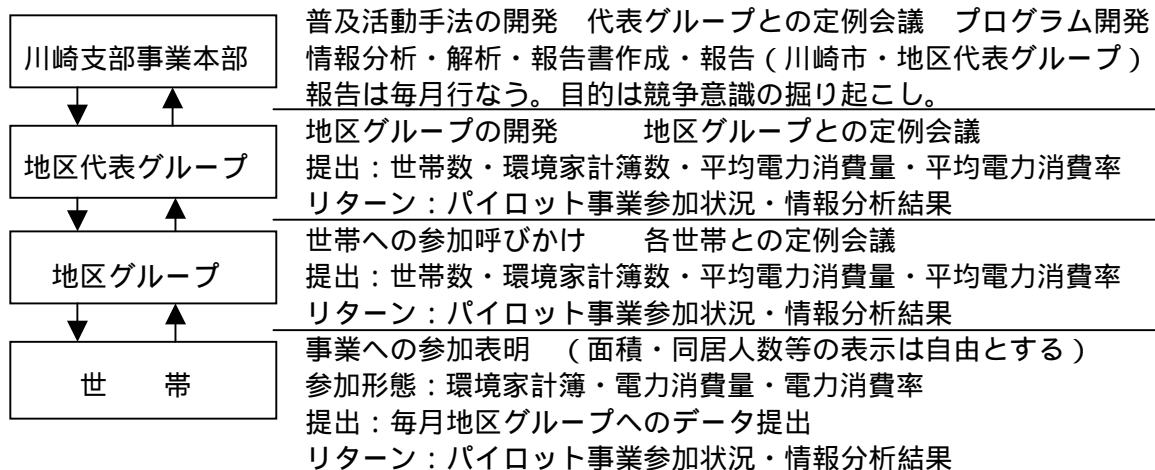 普及活動手法の開発　代表グループとの定例会議　プログラム開発
川崎支部事業本部
情報分析・解析・報告書作成・報告（川崎市・地区代表グループ）
報告は毎月行なう。目的は競争意識の掘り起こし。
地区代表グループ
地区グループの開発　　地区グループとの定例会議
提出：世帯数・環境家計簿数・平均電力消費量・平均電力消費率
リターン：パイロット事業参加状況・情報分析結果
地区グループ
世帯への参加呼びかけ　　各世帯との定例会議
提出：世帯数・環境家計簿数・平均電力消費量・平均電力消費率
リターン：パイロット事業参加状況・情報分析結果
世　　帯
事業への参加表明　（面積・同居人数等の表示は自由とする）
参加形態：環境家計簿・電力消費量・電力消費率
提出：毎月地区グループへのデータ提出
リターン：パイロット事業参加状況・情報分析結果